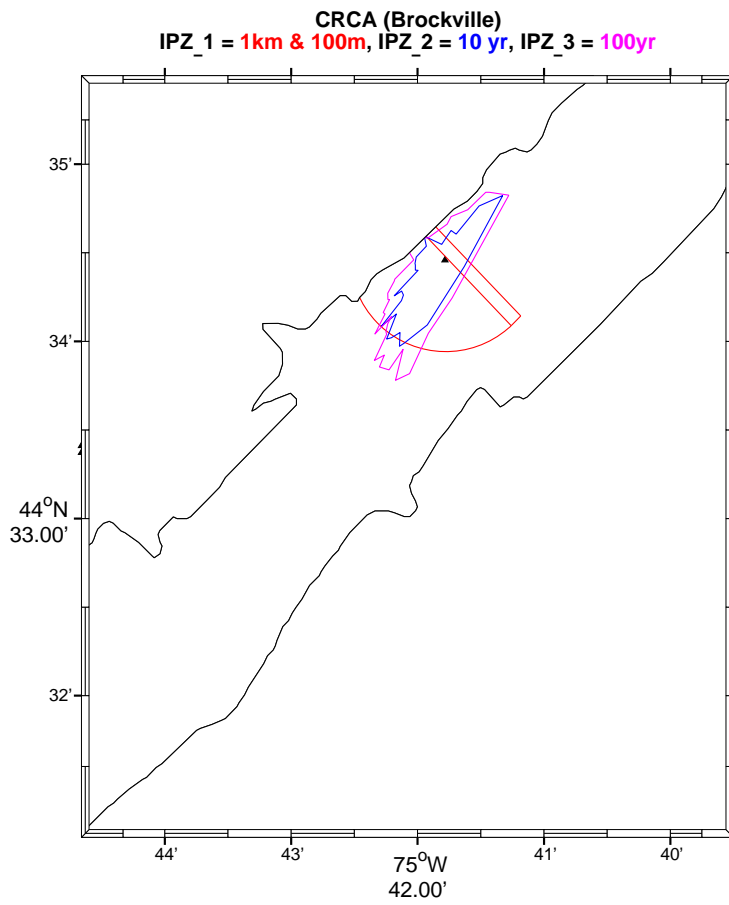 CRCA (Brockville)
IPZ_1 = 1km & 100m, IPZ_2 = 10 yr, IPZ_3 = 100yr
35'
34'
44°N
33.00'
32'
44'
43'
75°W
42.00'
41'
40'